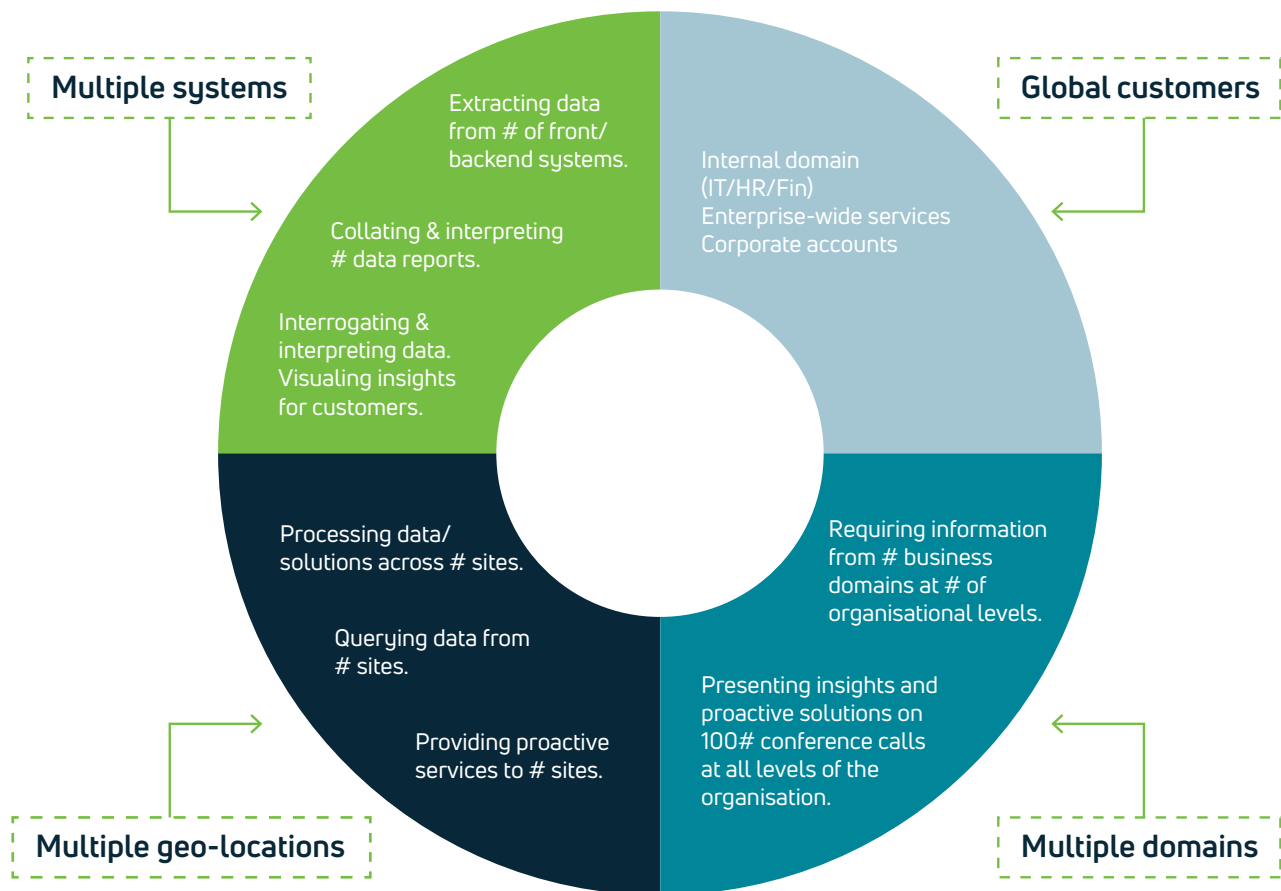 Multiple systems
Extracting data
from # of front/
backend systems.
Collating & interpreting
# data reports.
Interrogating &
interpreting data.
Visualing insights
for customers.
Global customers
Internal domain
(IT/HR/Fin)
Enterprise-wide services
Corporate accounts
Processing data/
solutions across # sites.
Querying data from
# sites.
Providing proactive
services to # sites.
Multiple geo-locations
Requiring information
from # business
domains at # of
organisational levels.
Presenting insights and
proactive solutions on
100# conference calls
at all levels of the
organisation.
Multiple domains